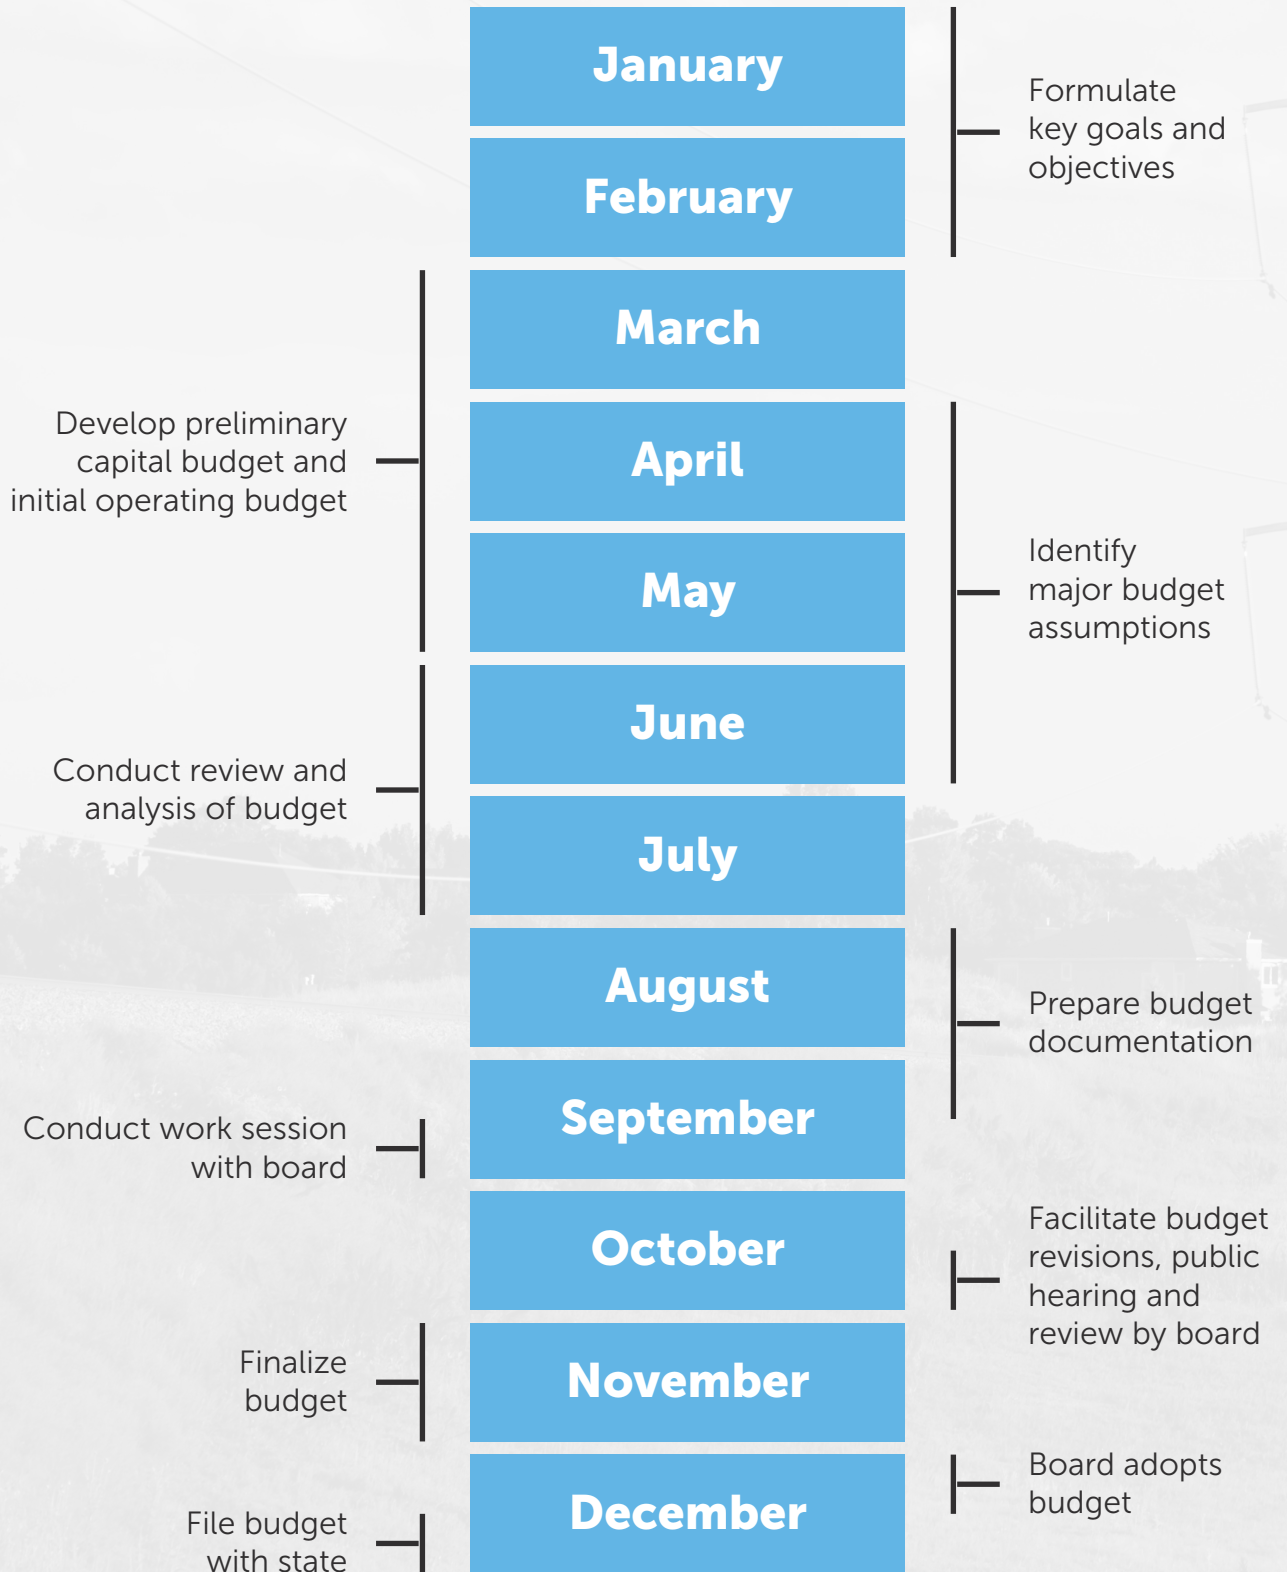 January
Formulate
key goals and
objectives
February
March
Develop preliminary
capital budget and
initial operating budget
April
May
Identify
major budget
assumptions
June
Conduct review and
analysis of budget
July
August
Prepare budget
documentation
September
Conduct work session
with board
October
Facilitate budget
revisions, public
hearing and
review by board
November
Finalize
budget
December
Board adopts
budget
File budget
with state